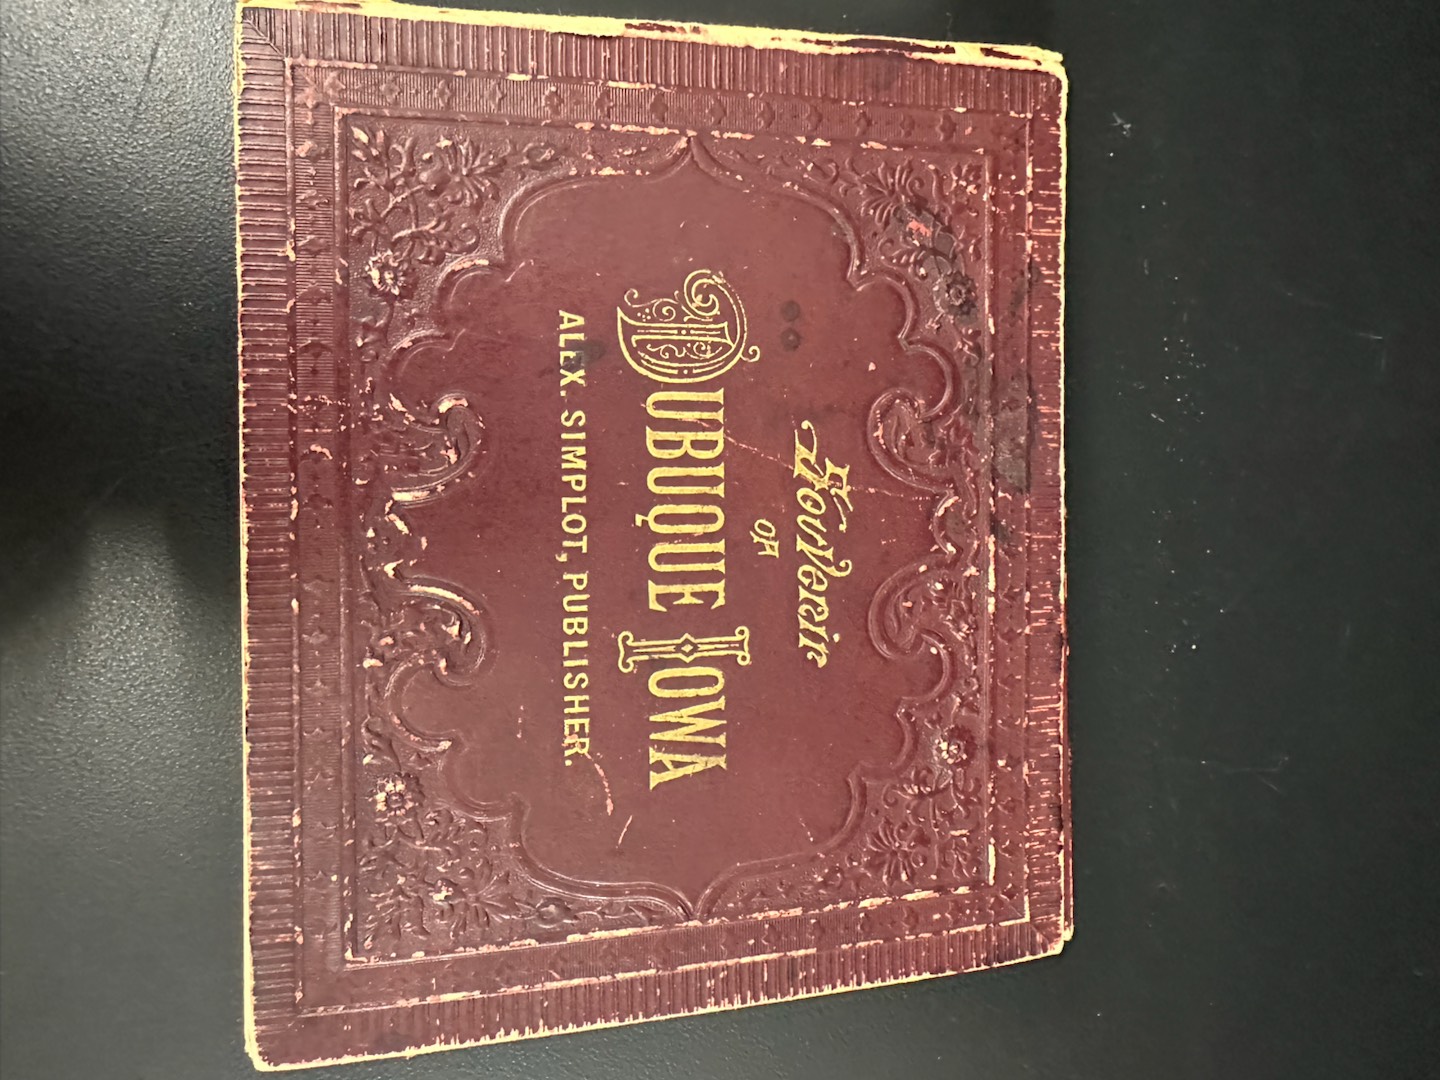 Souvenir
OF
DUBUQUE IOWA
ALEX. SIMPLOT, PUBLISHER.